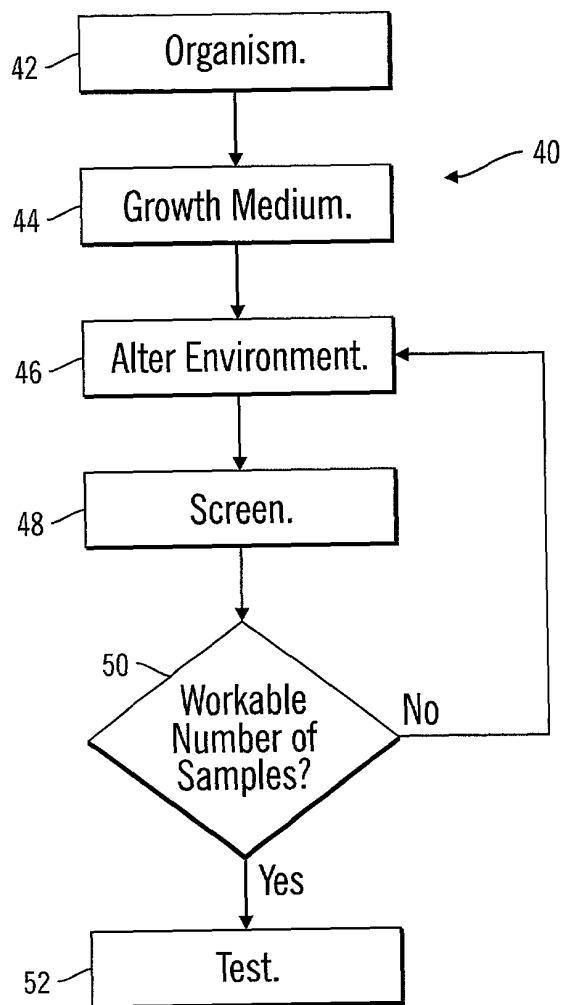 42
Organism.
40
44
Growth Medium.
46
Alter Environment.
48
Screen.
50
Workable
Number of
Samples?
No
Yes
52
Test.